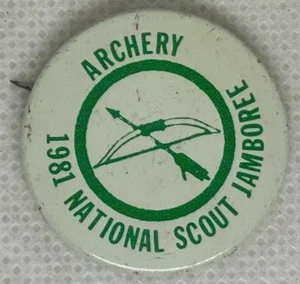 ARCHERY
1981 NATIONAL SCOUT JAMBOREE